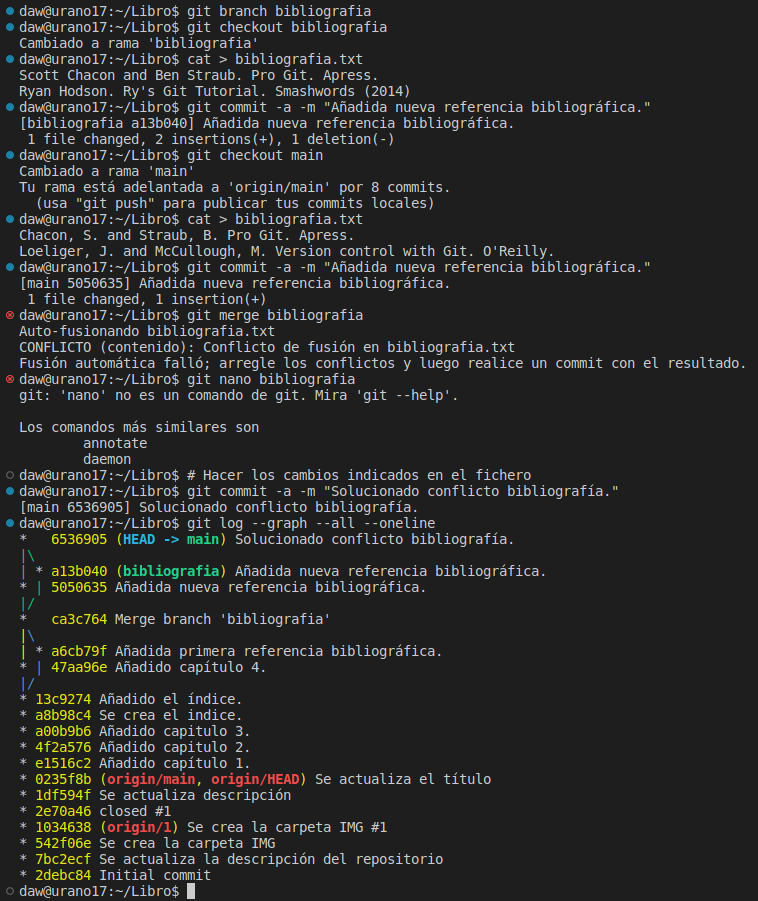 daw@urano17:~/Libro$ git branch bibliografia
daw@urano17:~/Libro$ git checkout bibliografia
Cambiado a rama 'bibliografia'
daw@urano17:~/Libro$ cat > bibliografia.txt
Scott Chacon and Ben Straub. Pro Git. Apress.
Ryan Hodson. Ry's Git Tutorial. Smashwords (2014)
daw@urano17:~/Libro$ git commit -a -m "Añadida nueva referencia bibliográfica."
[bibliografia a13b040] Añadida nueva referencia bibliográfica.
 1 file changed, 2 insertions(+), 1 deletion(-)
daw@urano17:~/Libro$ git checkout main
Cambiado a rama 'main'
Tu rama está adelantada a 'origin/main' por 8 commits.
  (usa "git push" para publicar tus commits locales)
daw@urano17:~/Libro$ cat > bibliografia.txt
Chacon, S. and Straub, B. Pro Git. Apress.
Loeliger, J. and McCullough, M. Version control with Git. O'Reilly.
daw@urano17:~/Libro$ git commit -a -m "Añadida nueva referencia bibliográfica."
[main 5050635] Añadida nueva referencia bibliográfica.
 1 file changed, 1 insertion(+)
daw@urano17:~/Libro$ git merge bibliografia
Auto-fusionando bibliografia.txt
CONFLICTO (contenido): Conflicto de fusión en bibliografia.txt
Fusión automática falló; arregle los conflictos y luego realice un commit con el resultado.
daw@urano17:~/Libro$ git nano bibliografia
git: 'nano' no es un comando de git. Mira 'git --help'.

Los comandos más similares son
        annotate
        daemon
daw@urano17:~/Libro$ # Hacer los cambios indicados en el fichero
daw@urano17:~/Libro$ git commit -a -m "Solucionado conflicto bibliografía."
[main 6536905] Solucionado conflicto bibliografía.
daw@urano17:~/Libro$ git log --graph --all --oneline
*   6536905 (HEAD -> main) Solucionado conflicto bibliografía.
|\
| * a13b040 (bibliografia) Añadida nueva referencia bibliográfica.
* | 5050635 Añadida nueva referencia bibliográfica.
|/
*   ca3c764 Merge branch 'bibliografia'
|\
| * a6cb79f Añadida primera referencia bibliográfica.
* | 47aa96e Añadido capítulo 4.
|/
* 13c9274 Añadido el índice.
* a8b98c4 Se crea el indice.
* a00b9b6 Añadido capitulo 3.
* 4f2a576 Añadido capitulo 2.
* e1516c2 Añadido capítulo 1.
* 0235f8b (origin/main, origin/HEAD) Se actualiza el título
* 1df594f Se actualiza descripción
* 2e70a46 closed #1
* 1034638 (origin/1) Se crea la carpeta IMG #1
* 542f06e Se crea la carpeta IMG
* 7bc2ecf Se actualiza la descripción del repositorio
* 2debc84 Initial commit
daw@urano17:~/Libro$